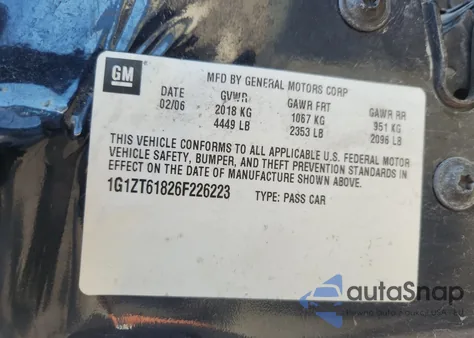 GM
MFD BY GENERAL MOTORS CORP
DATE GVWR GAWR FRT GAWR RR
02/06 2018 KG 1067 KG 951 KG
4449 LB 2353 LB 2096 LB
THIS VEHICLE CONFORMS TO ALL APPLICABLE U.S. FEDERAL MOTOR
VEHICLE SAFETY, BUMPER, AND THEFT PREVENTION STANDARDS IN
EFFECT ON THE DATE OF MANUFACTURE SHOWN ABOVE.
1G1ZT61826F226223 TYPE: PASS CAR
autoSnap